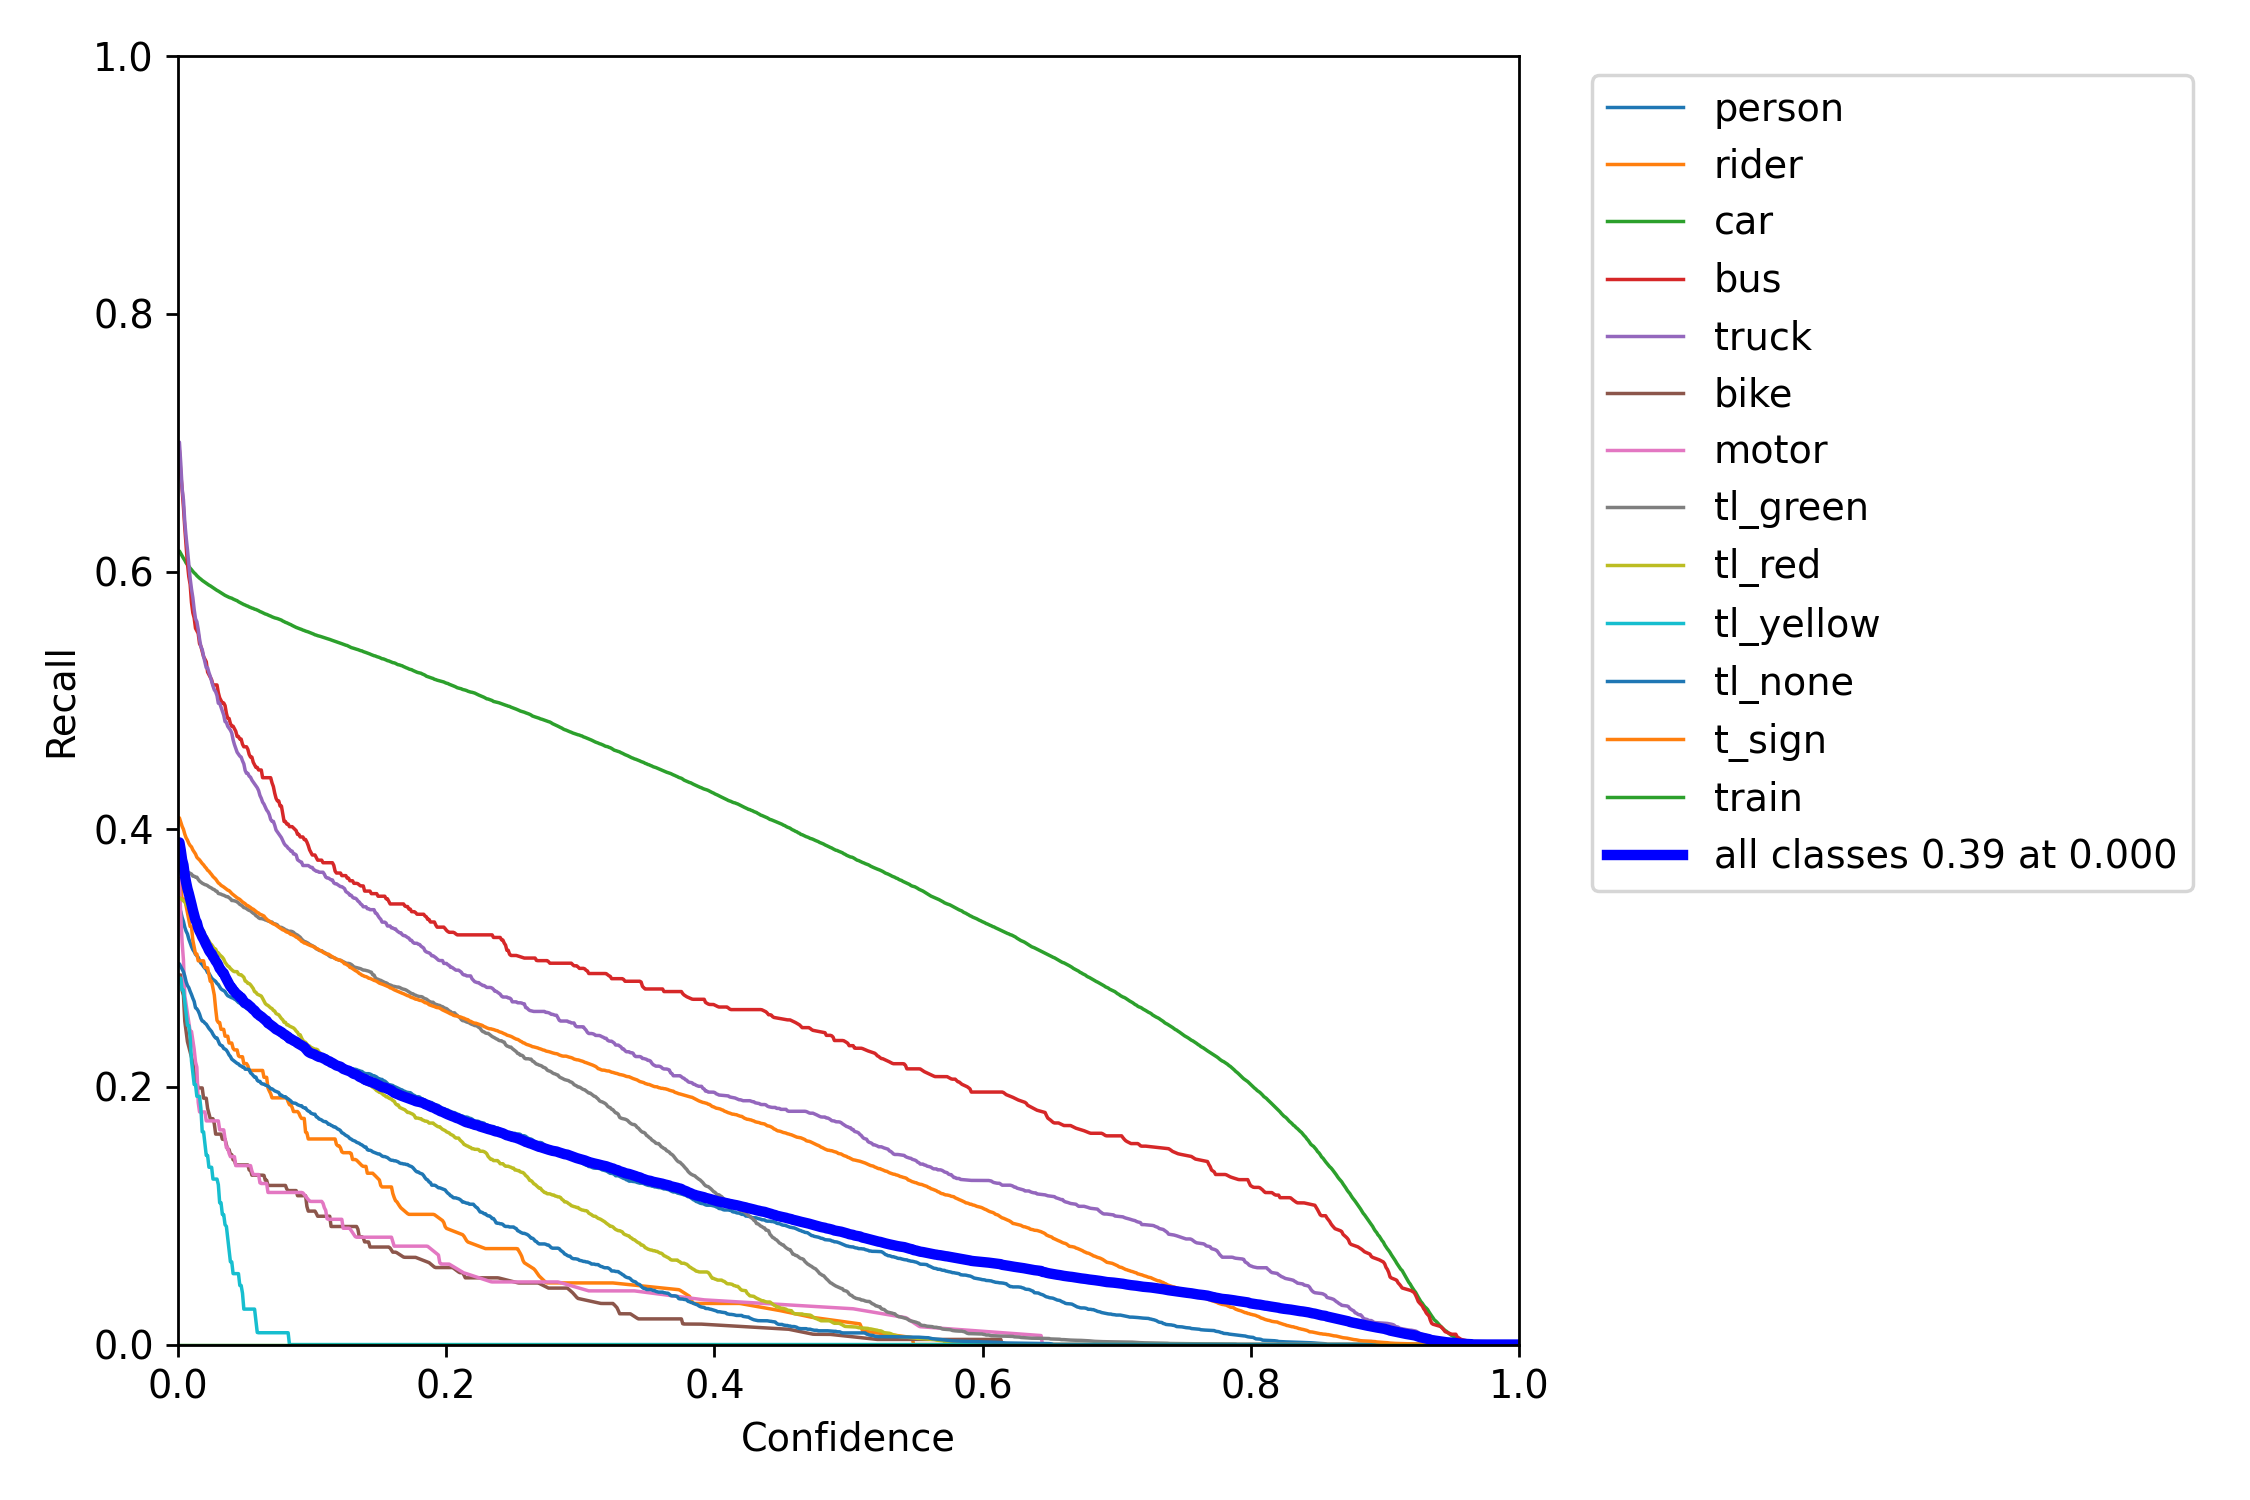 1.0
0.8
0.6
0.4
0.2
0.0
Recall
0.0 0.2 0.4 0.6 0.8 1.0
Confidence
person
rider
car
bus
truck
bike
motor
tl_green
tl_red
tl_yellow
tl_none
t_sign
train
all classes 0.39 at 0.000